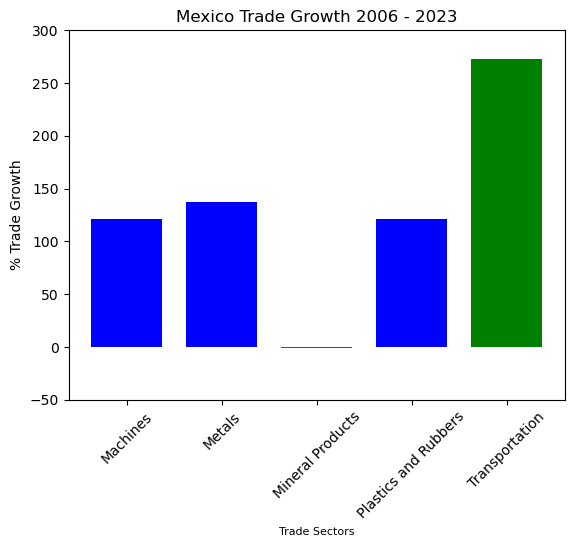 Mexico Trade Growth 2006 - 2023
300
250
200
150
100
50
0
−50
% Trade Growth
Machines
Metals
Mineral Products
Plastics and Rubbers
Transportation
Trade Sectors